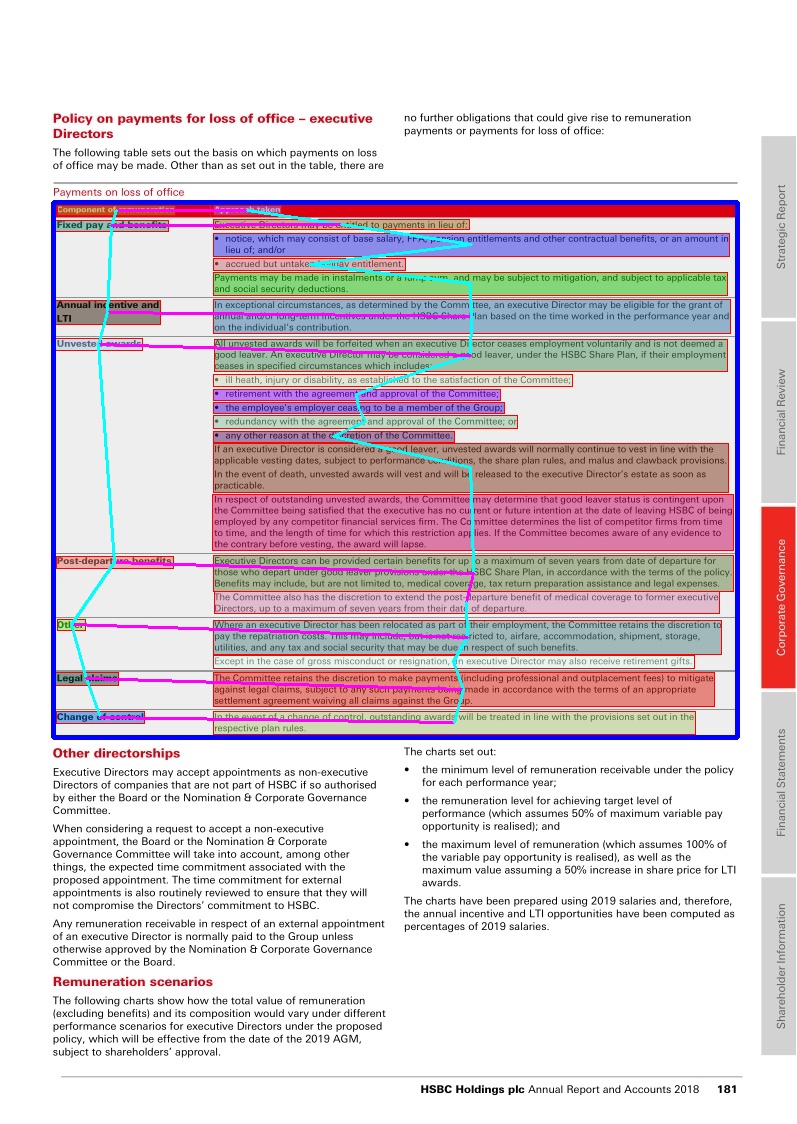 Policy on payments for loss of office – executive
Directors
The following table sets out the basis on which payments on loss
of office may be made. Other than as set out in the table, there are
no further obligations that could give rise to remuneration
payments or payments for loss of office:
Payments on loss of office
Component of remuneration Approach taken
Fixed pay and benefits Executive Directors may be entitled to payments in lieu of:
• notice, which may consist of base salary, FPA, pension entitlements and other contractual benefits, or an amount in
lieu of; and/or
• accrued but untaken holiday entitlement.
Payments may be made in instalments or a lump sum, and may be subject to mitigation, and subject to applicable tax
and social security deductions.
Annual incentive and
LTI
In exceptional circumstances, as determined by the Committee, an executive Director may be eligible for the grant of
annual and/or long-term incentives under the HSBC Share Plan based on the time worked in the performance year and
on the individual's contribution.
Unvested awards All unvested awards will be forfeited when an executive Director ceases employment voluntarily and is not deemed a
good leaver. An executive Director may be considered a good leaver, under the HSBC Share Plan, if their employment
ceases in specified circumstances which includes:
• ill heath, injury or disability, as established to the satisfaction of the Committee;
• retirement with the agreement and approval of the Committee;
• the employee's employer ceasing to be a member of the Group;
• redundancy with the agreement and approval of the Committee; or
• any other reason at the discretion of the Committee.
If an executive Director is considered a good leaver, unvested awards will normally continue to vest in line with the
applicable vesting dates, subject to performance conditions, the share plan rules, and malus and clawback provisions.
In the event of death, unvested awards will vest and will be released to the executive Director's estate as soon as
practicable.
In respect of outstanding unvested awards, the Committee may determine that good leaver status is contingent upon
the Committee being satisfied that the executive has no current or future intention at the date of leaving HSBC of being
employed by any competitor financial services firm. The Committee determines the list of competitor firms from time
to time, and the length of time for which this restriction applies. If the Committee becomes aware of any evidence to
the contrary before vesting, the award will lapse.
Post-departure benefits Executive Directors can be provided certain benefits for up to a maximum of seven years from date of departure for
those who depart under good leaver provisions under the HSBC Share Plan, in accordance with the terms of the policy.
Benefits may include, but are not limited to, medical coverage, tax return preparation assistance and legal expenses.
The Committee also has the discretion to extend the post-departure benefit of medical coverage to former executive
Directors, up to a maximum of seven years from their date of departure.
Other Where an executive Director has been relocated as part of their employment, the Committee retains the discretion to
pay the repatriation costs. This may include, but is not restricted to, airfare, accommodation, shipment, storage,
utilities, and any tax and social security that may be due in respect of such benefits.
Except in the case of gross misconduct or resignation, an executive Director may also receive retirement gifts.
Legal claims The Committee retains the discretion to make payments (including professional and outplacement fees) to mitigate
against legal claims, subject to any such payments being made in accordance with the terms of an appropriate
settlement agreement waiving all claims against the Group.
Change of control In the event of a change of control, outstanding awards will be treated in line with the provisions set out in the
respective plan rules.
Other directorships
Executive Directors may accept appointments as non-executive
Directors of companies that are not part of HSBC if so authorised
by either the Board or the Nomination & Corporate Governance
Committee.
When considering a request to accept a non-executive
appointment, the Board or the Nomination & Corporate
Governance Committee will take into account, among other
things, the expected time commitment associated with the
proposed appointment. The time commitment for external
appointments is also routinely reviewed to ensure that they will
not compromise the Directors' commitment to HSBC.
Any remuneration receivable in respect of an external appointment
of an executive Director is normally paid to the Group unless
otherwise approved by the Nomination & Corporate Governance
Committee or the Board.
Remuneration scenarios
The following charts show how the total value of remuneration
(excluding benefits) and its composition would vary under different
performance scenarios for executive Directors under the proposed
policy, which will be effective from the date of the 2019 AGM,
subject to shareholders' approval.
The charts set out:
• the minimum level of remuneration receivable under the policy
for each performance year;
• the remuneration level for achieving target level of
performance (which assumes 50% of maximum variable pay
opportunity is realised); and
• the maximum level of remuneration (which assumes 100% of
the variable pay opportunity is realised), as well as the
maximum value assuming a 50% increase in share price for LTI
awards.
The charts have been prepared using 2019 salaries and, therefore,
the annual incentive and LTI opportunities have been computed as
percentages of 2019 salaries.
Strategic Report
Financial Review
Corporate Governance
Financial Statements
Shareholder Information
HSBC Holdings plc Annual Report and Accounts 2018 181